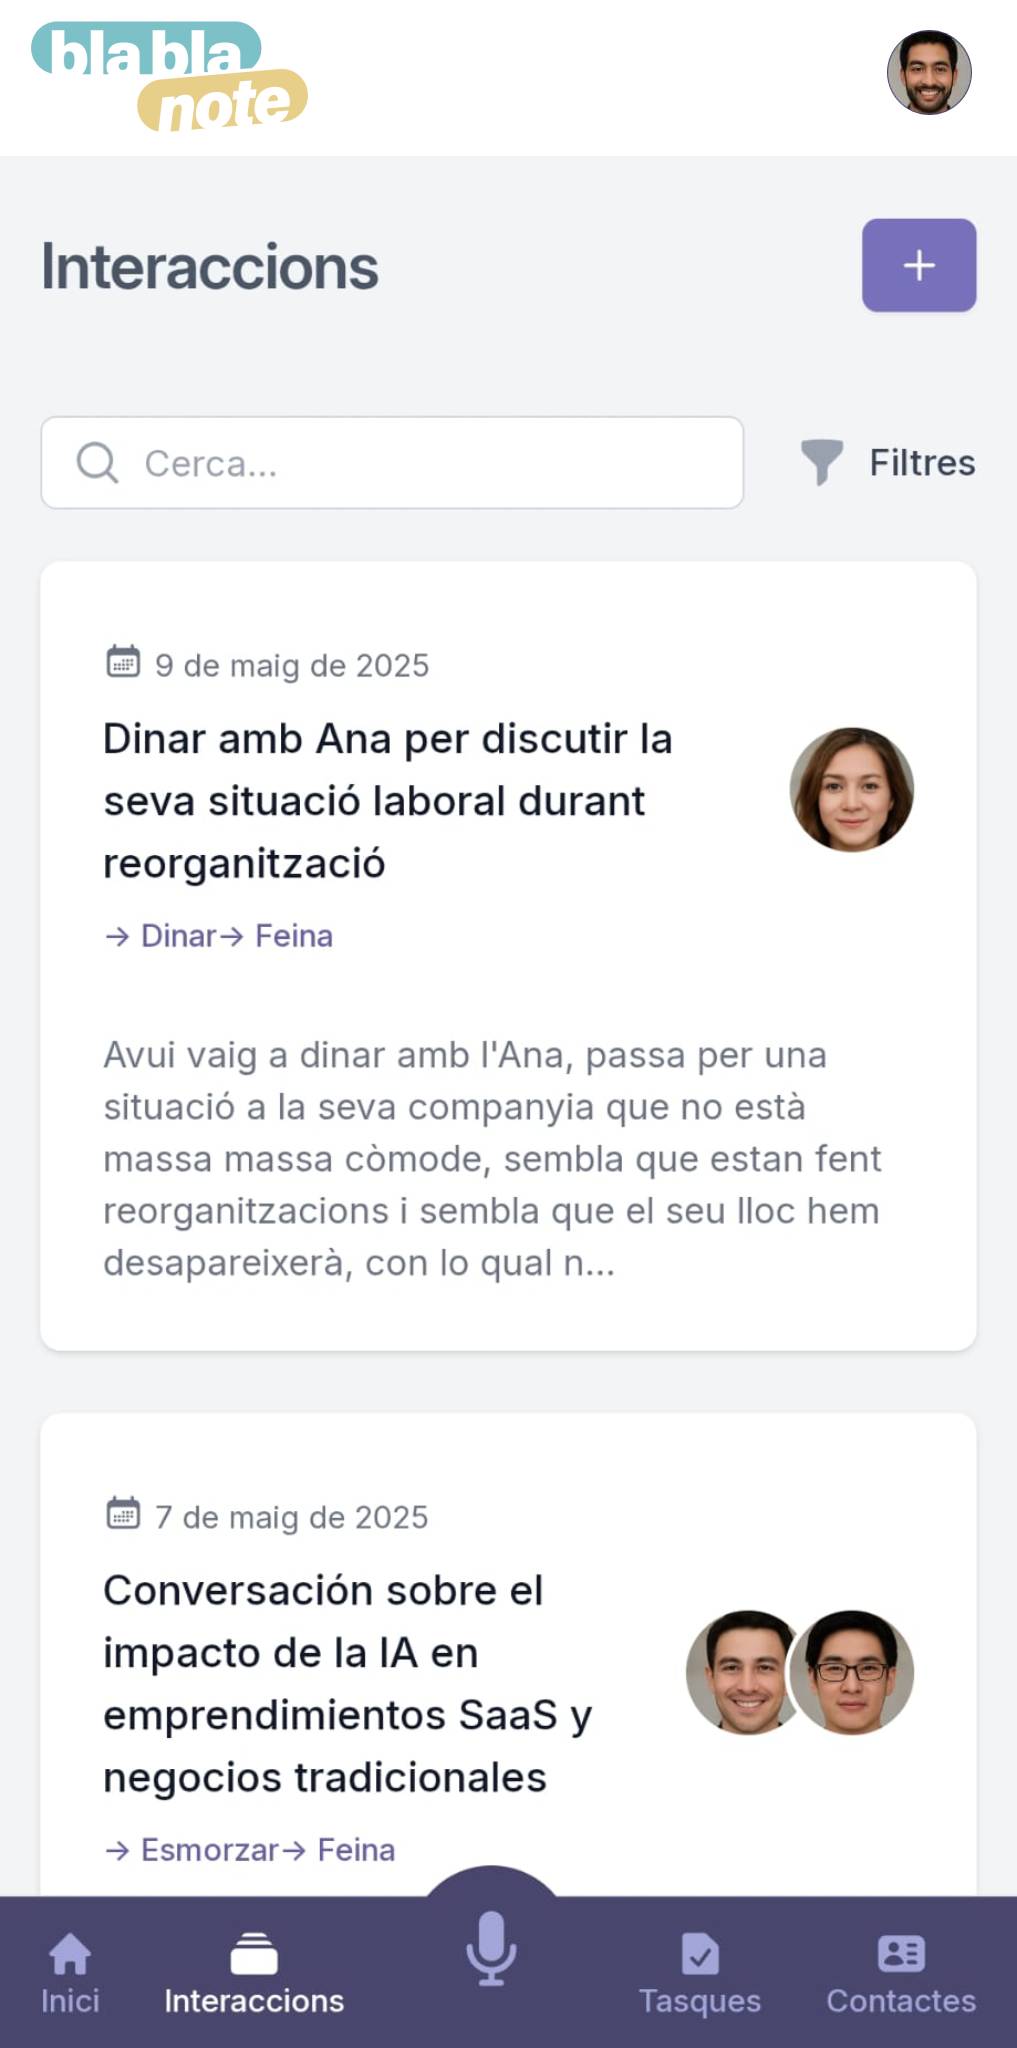 bla bla
note
Interaccions
Cerca...
Filtres
9 de maig de 2025
Dinar amb Ana per discutir la
seva situació laboral durant
reorganització
→ Dinar→ Feina
Avui vaig a dinar amb l'Ana, passa per una
situació a la seva companyia que no està
massa massa còmode, sembla que estan fent
reorganitzacions i sembla que el seu lloc hem
desapareixerà, con lo qual n...
7 de maig de 2025
Conversación sobre el
impacto de la IA en
emprendimientos SaaS y
negocios tradicionales
→ Esmorzar→ Feina
Inici
Interaccions
Tasques
Contactes